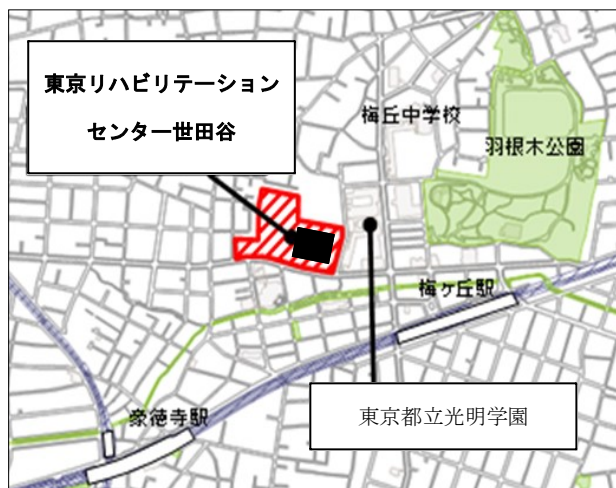 東京リハビリテーション
センター世田谷
梅丘中学校
羽根木公園
梅ヶ丘駅
東京都立光明学園
豪徳寺駅